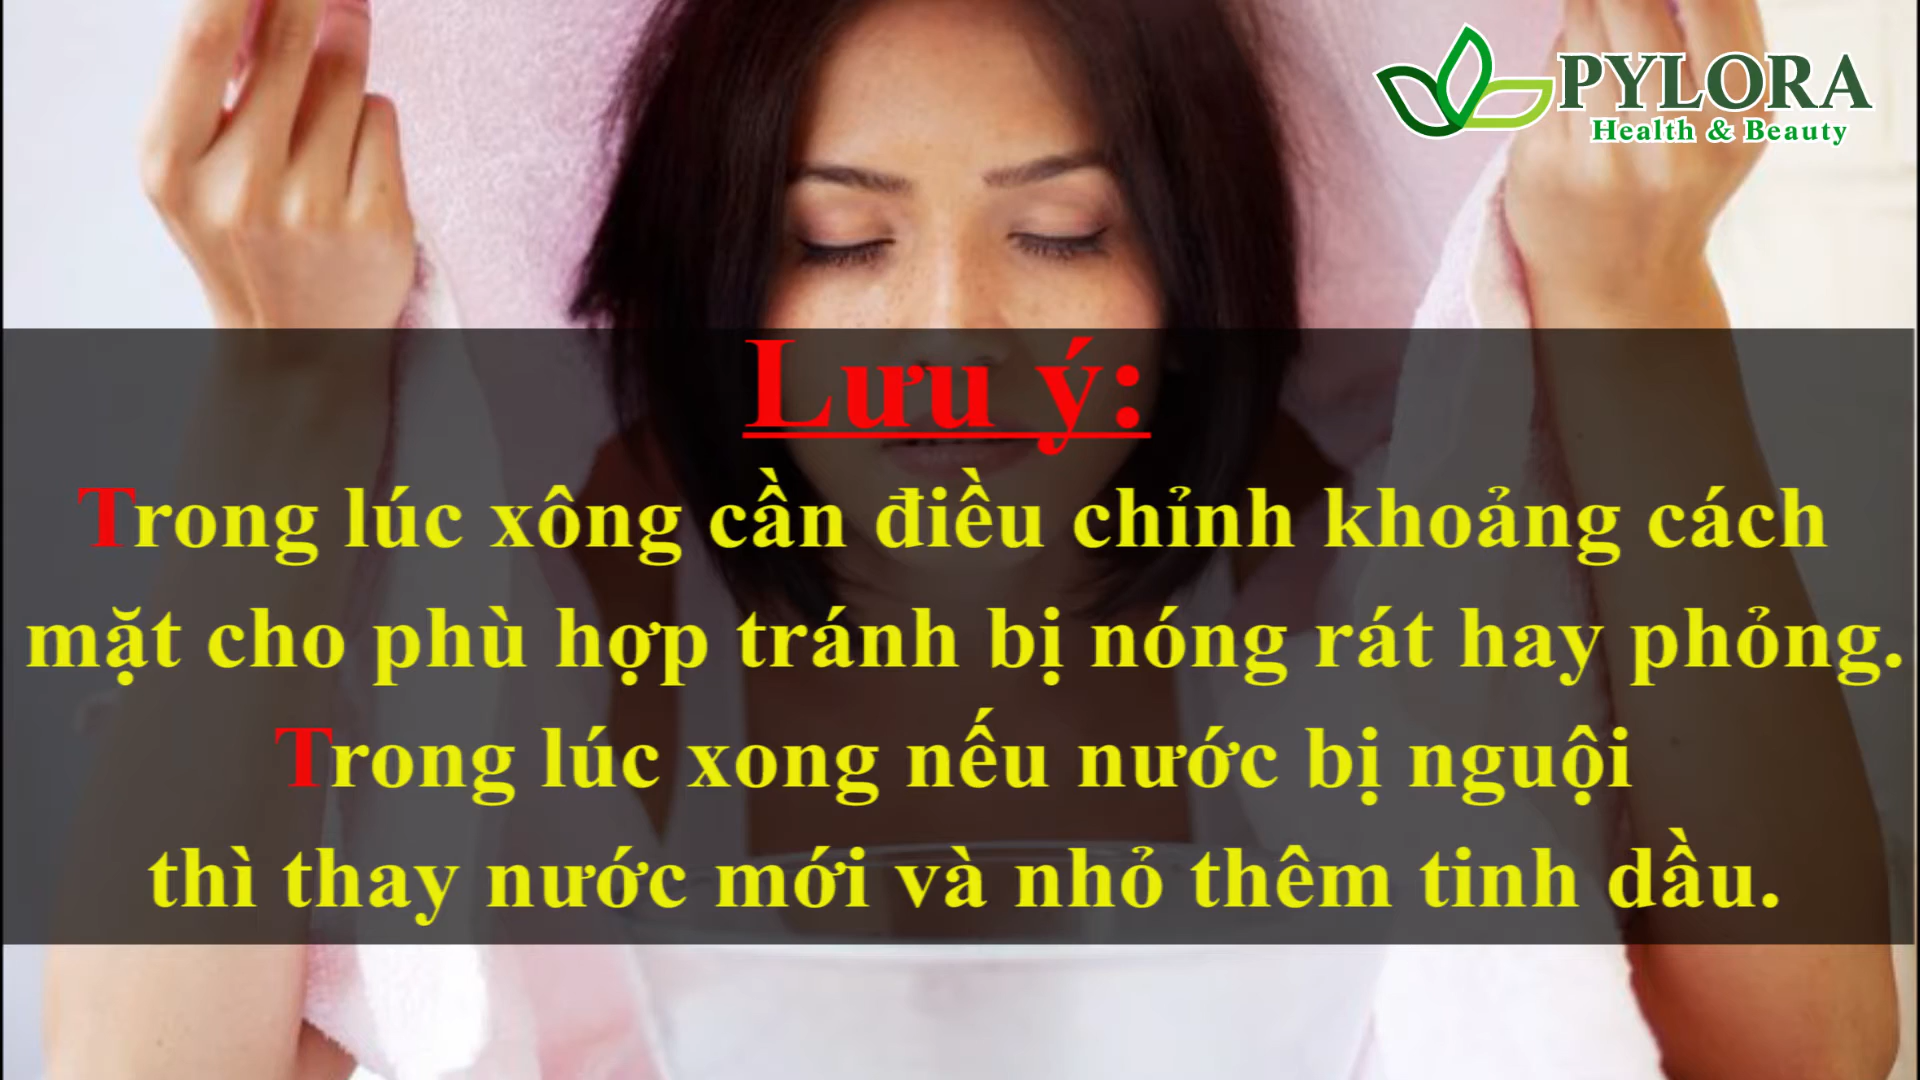 PYLORA
Health & Beauty
Lưu ý:
Trong lúc xông cần điều chỉnh khoảng cách
mặt cho phù hợp tránh bị nóng rát hay phỏng.
Trong lúc xong nếu nước bị nguội
thì thay nước mới và nhỏ thêm tinh dầu.